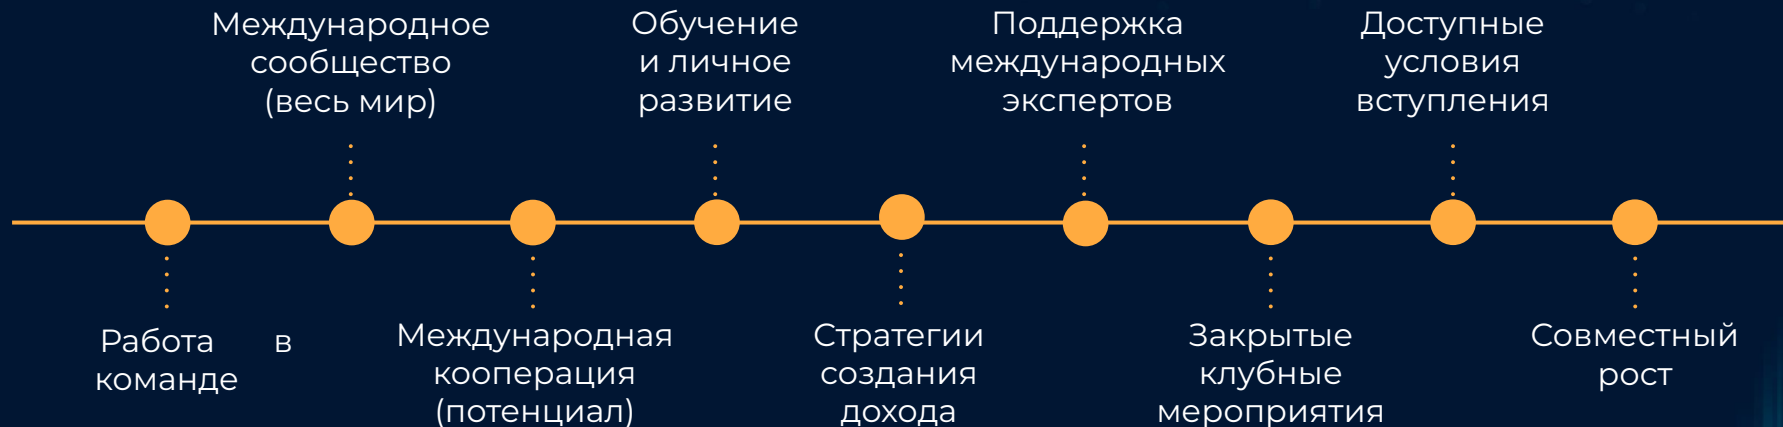 Международное
сообщество
(весь мир)
Обучение
и личное
развитие
Поддержка
международных
экспертов
Доступные
условия
вступления
Работа в
команде
Международная
кооперация
(потенциал)
Стратегии
создания
дохода
Закрытые
клубные
мероприятия
Совместный
рост